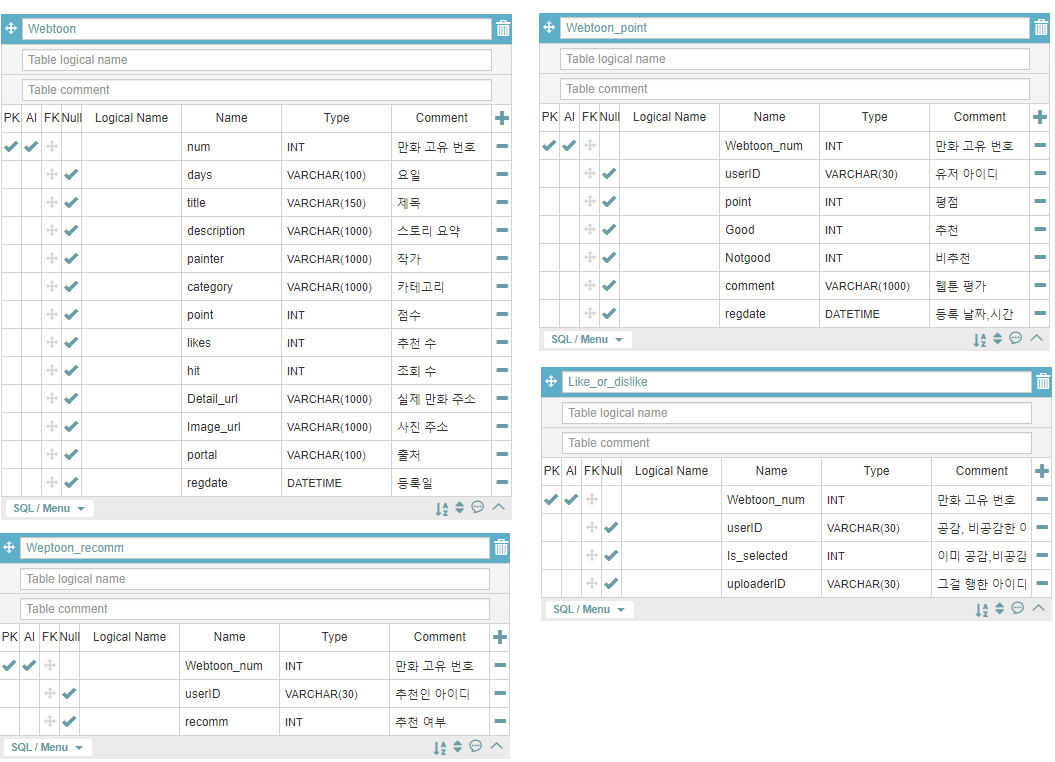 Webtoon
Table logical name
Table comment
PK AI FK Null Logical Name Name Type Comment
num INT 만화 고유 번호
days VARCHAR(100) 요일
title VARCHAR(150) 제목
description VARCHAR(1000) 스토리 요약
painter VARCHAR(1000) 작가
category VARCHAR(1000) 카테고리
point INT 점수
likes INT 추천 수
hit INT 조회 수
Detail_url VARCHAR(1000) 실제 만화 주소
Image_url VARCHAR(1000) 사진 주소
portal VARCHAR(100) 출처
regdate DATETIME 등록일
SQL / Menu
Weptoon_recomm
Table logical name
Table comment
PK AI FK Null Logical Name Name Type Comment
Webtoon_num INT 만화 고유 번호
userID VARCHAR(30) 추천인 아이디
recomm INT 추천 여부
SQL / Menu
Webtoon_point
Table logical name
Table comment
PK AI FK Null Logical Name Name Type Comment
Webtoon_num INT 만화 고유 번호
userID VARCHAR(30) 유저 아이디
point INT 평점
Good INT 추천
Notgood INT 비추천
comment VARCHAR(1000) 웹툰 평가
regdate DATETIME 등록 날짜,시간
SQL / Menu
Like_or_dislike
Table logical name
Table comment
PK AI FK Null Logical Name Name Type Comment
Webtoon_num INT 만화 고유 번호
userID VARCHAR(30) 공감, 비공감한 아
Is_selected INT 이미 공감,비공감
uploaderID VARCHAR(30) 그걸 행한 아이디
SQL / Menu